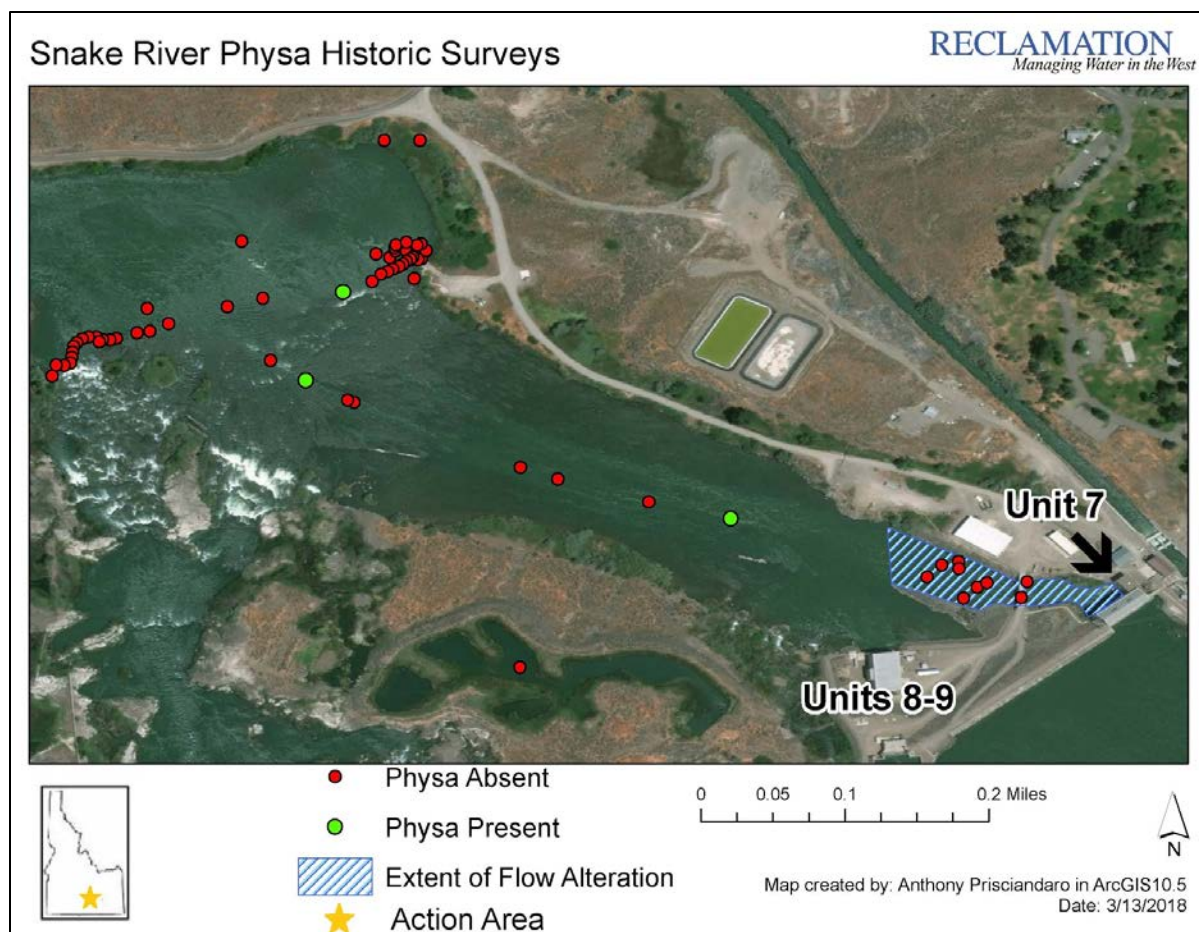 Snake River Physa Historic Surveys
RECLAMATION
Managing Water in the West
Unit 7
Units 8-9
Physa Absent
Physa Present
Extent of Flow Alteration
Action Area
0 0.05 0.1 0.2 Miles
N
Map created by: Anthony Prisciandaro in ArcGIS10.5
Date: 3/13/2018